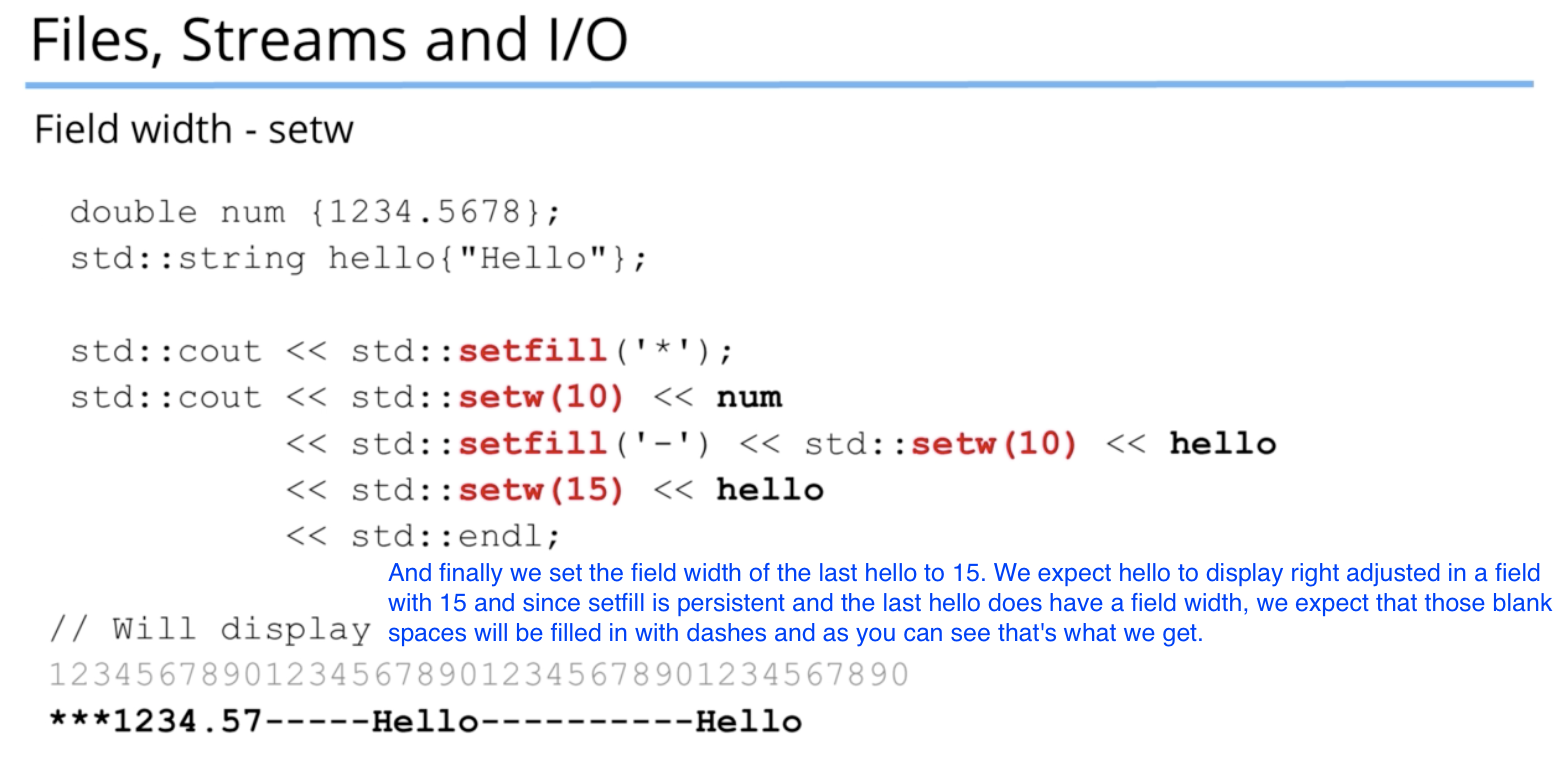 Files, Streams and I/O
Field width - setw
double num {1234.5678};
std::string hello{"Hello"};
std::cout << std::setfill('*');
std::cout << std::setw(10) << num
<< std::setfill('-') << std::setw(10) << hello
<< std::setw(15) << hello
<< std::endl;
And finally we set the field width of the last hello to 15. We expect hello to display right adjusted in a field
with 15 and since setfill is persistent and the last hello does have a field width, we expect that those blank
spaces will be filled in with dashes and as you can see that's what we get.
// Will display
1234567890123456789012345678901234567890
***1234.57-----Hello----------Hello